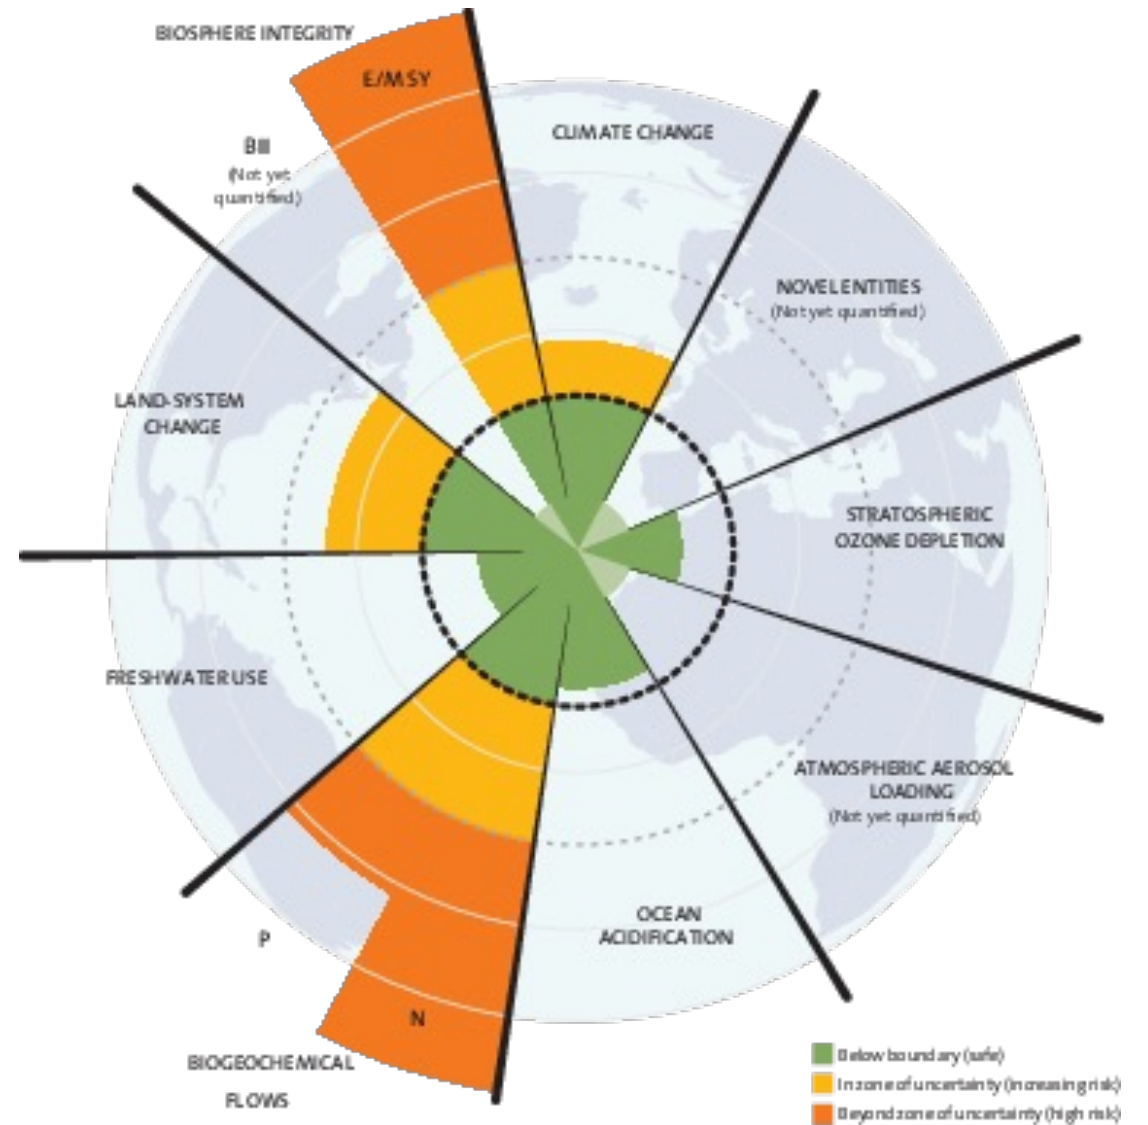 BIOSPHERE INTEGRITY
E/MSY
CLIMATE CHANGE
BII
(Not yet
quantified)
NOVEL ENTITIES
(Not yet quantified)
LAND-SYSTEM
CHANGE
STRATOSPHERIC
OZONE DEPLETION
FRESHWATER USE
ATMOSPHERIC AEROSOL
LOADING
(Not yet quantified)
OCEAN
ACIDIFICATION
P
N
BIOGEOCHEMICAL
FLOWS
Below boundary (safe)
In zone of uncertainty (increasing risk)
Beyond zone of uncertainty (high risk)